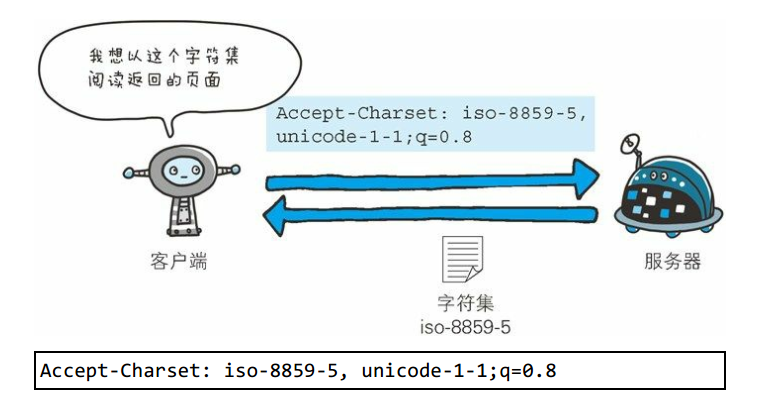 我想以这个字符集
阅读返回的页面
Accept-Charset: iso-8859-5,
unicode-1-1;q=0.8
客户端
服务器
字符集
iso-8859-5
Accept-Charset: iso-8859-5, unicode-1-1;q=0.8